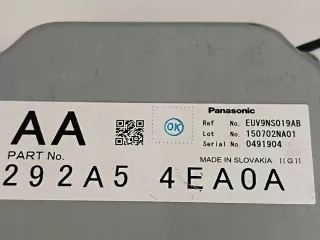 AA
PART No.
292A5 4EA0A
OK
Panasonic
Ref No. EUV9NS019AB
Lot No. 150702NA01
Serial No. 0491904
MADE IN SLOVAKIA [(G)]